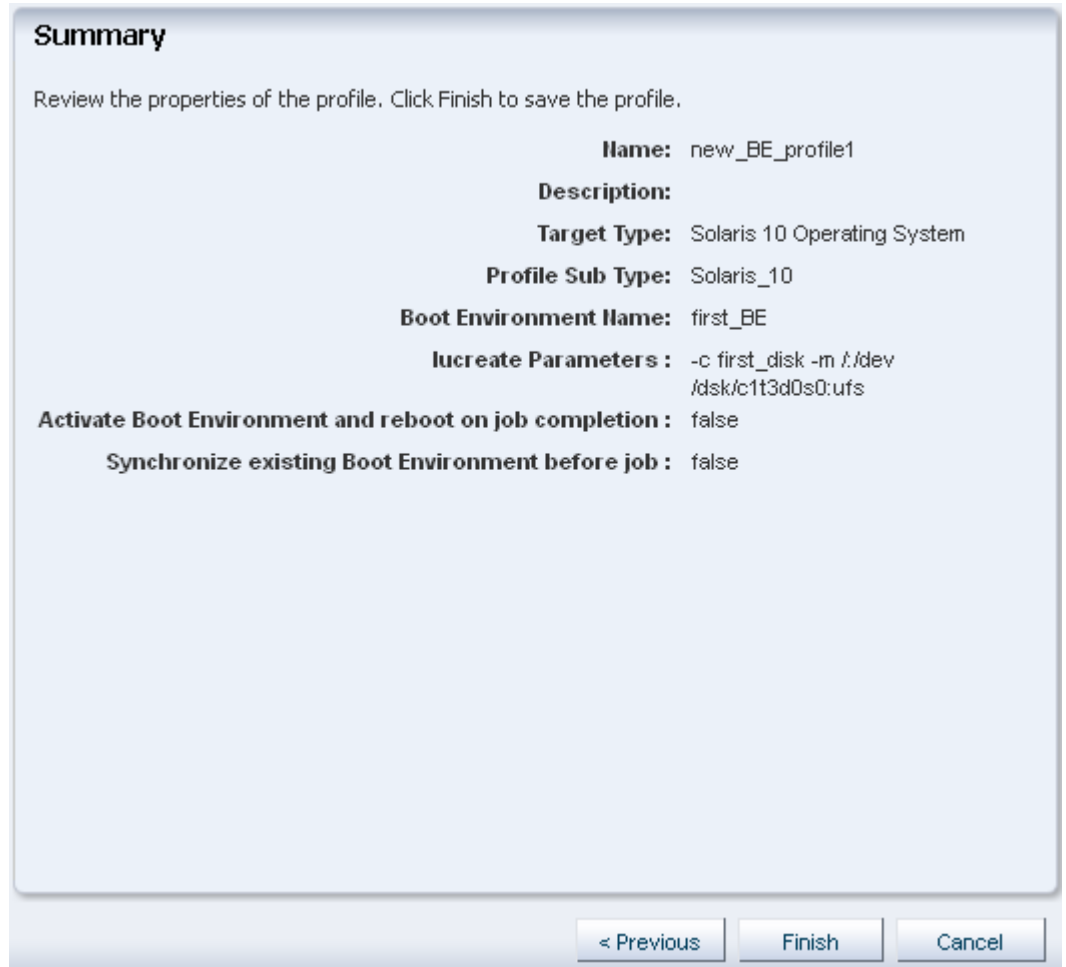 Summary
Review the properties of the profile. Click Finish to save the profile.
Name: new_BE_profile1
Description:
Target Type: Solaris 10 Operating System
Profile Sub Type: Solaris_10
Boot Environment Name: first_BE
lucreate Parameters : -c first_disk -m /:/dev
/dsk/c1t3d0s0:ufs
Activate Boot Environment and reboot on job completion : false
Synchronize existing Boot Environment before job : false
< Previous Finish Cancel